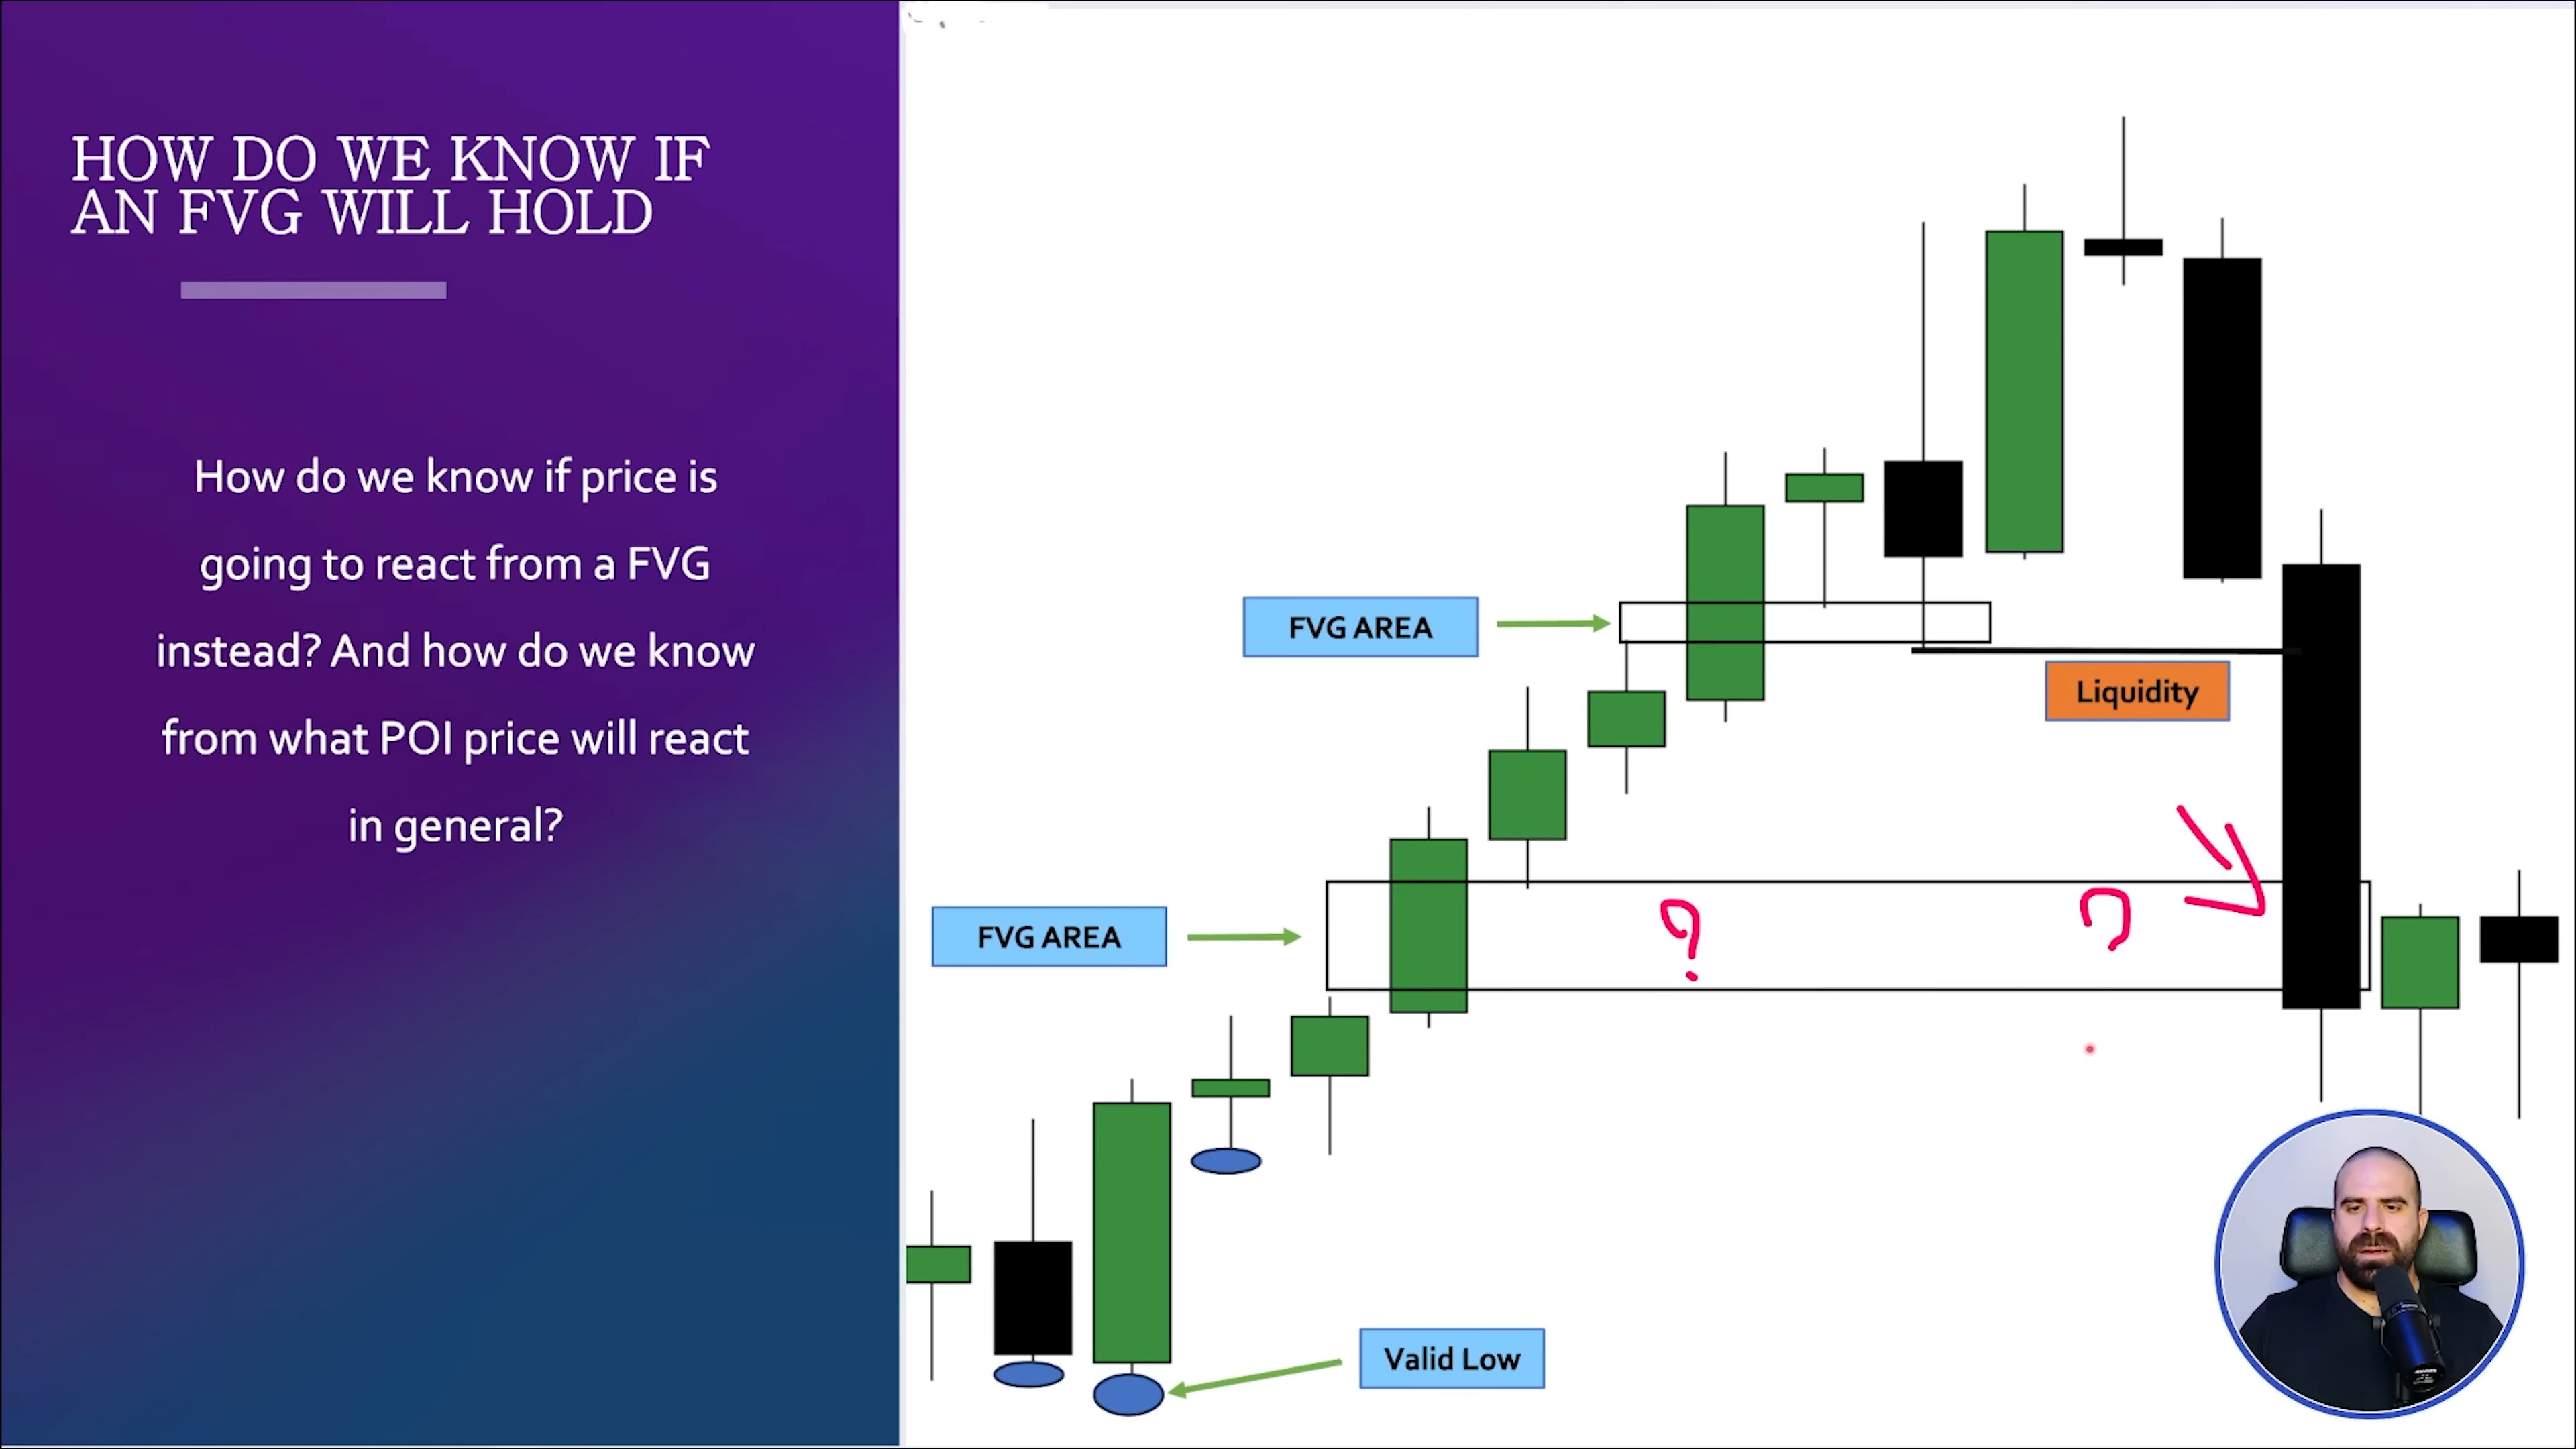 HOW DO WE KNOW IF
AN FVG WILL HOLD
How do we know if price is
going to react from a FVG
instead? And how do we know
from what POI price will react
in general?
FVG AREA
Liquidity
FVG AREA
?
?
Valid Low